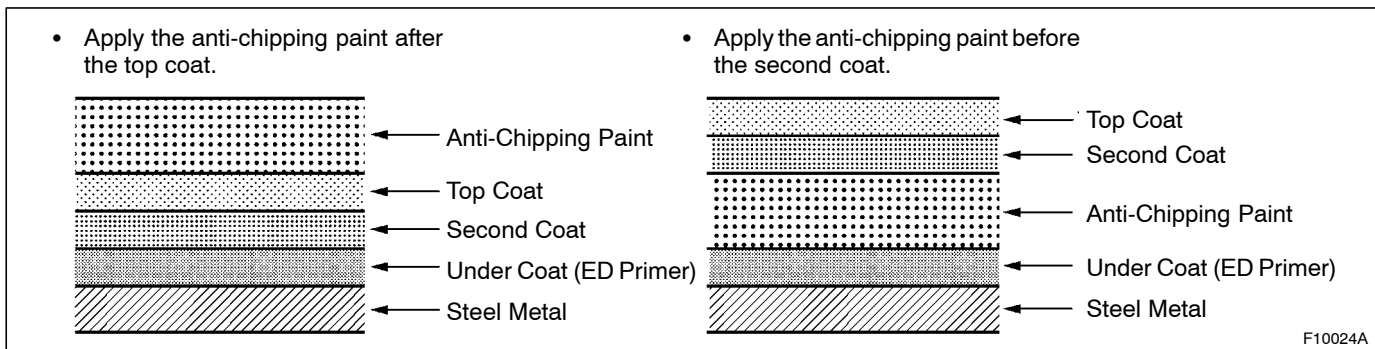 • Apply the anti-chipping paint after
the top coat.
Anti-Chipping Paint
Top Coat
Second Coat
Under Coat (ED Primer)
Steel Metal
• Apply the anti-chipping paint before
the second coat.
Top Coat
Second Coat
Anti-Chipping Paint
Under Coat (ED Primer)
Steel Metal
F10024A